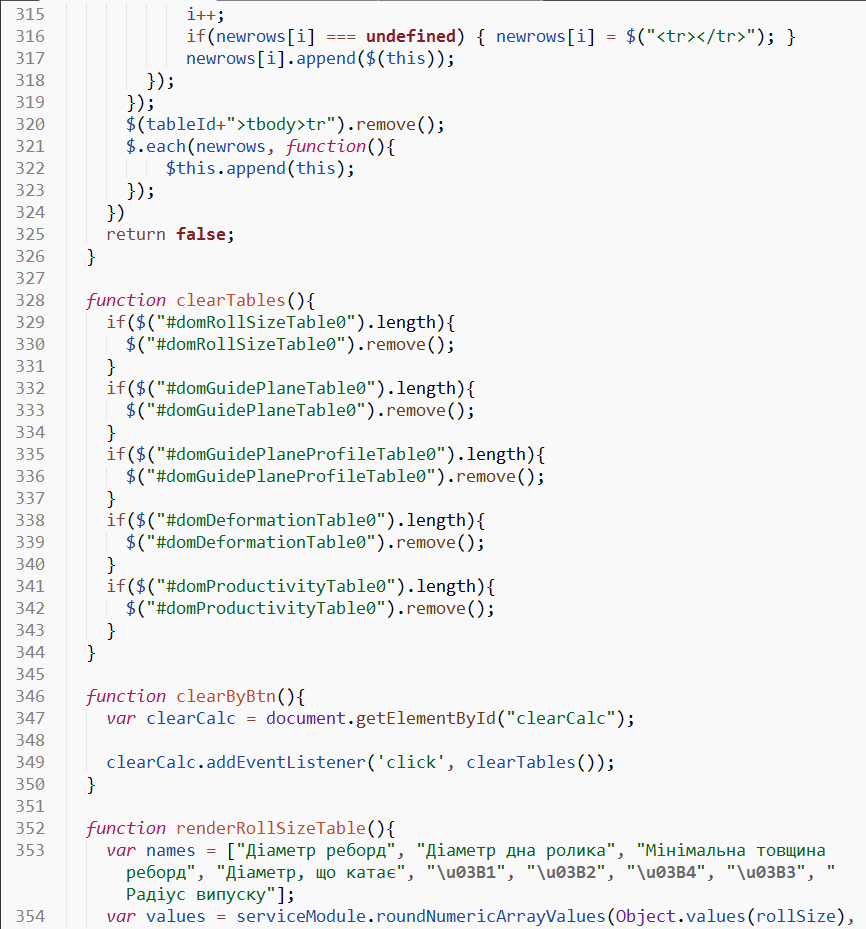 315 i++;
316 if(newrows[i] === undefined) { newrows[i] = $("<tr></tr>"); }
317 newrows[i].append($(this));
318 });
319 });
320 $(tableId+">tbody>tr").remove();
321 $.each(newrows, function(){
322 $this.append(this);
323 });
324 })
325 return false;
326 }
327
328 function clearTables(){
329 if($("#domRollSizeTable0").length){
330 $("#domRollSizeTable0").remove();
331 }
332 if($("#domGuidePlaneTable0").length){
333 $("#domGuidePlaneTable0").remove();
334 }
335 if($("#domGuidePlaneProfileTable0").length){
336 $("#domGuidePlaneProfileTable0").remove();
337 }
338 if($("#domDeformationTable0").length){
339 $("#domDeformationTable0").remove();
340 }
341 if($("#domProductivityTable0").length){
342 $("#domProductivityTable0").remove();
343 }
344 }
345
346 function clearByBtn(){
347 var clearCalc = document.getElementById("clearCalc");
348
349 clearCalc.addEventListener('click', clearTables());
350 }
351
352 function renderRollSizeTable(){
353 var names = ["Діаметр реборд", "Діаметр дна ролика", "Мінімальна товщина
реборд", "Діаметр, що катає", "\u03B1", "\u03B2", "\u03B4", "\u03B3", "
Радіус випуску"];
354 var values = serviceModule.roundNumericArrayValues(Object.values(rollSize),